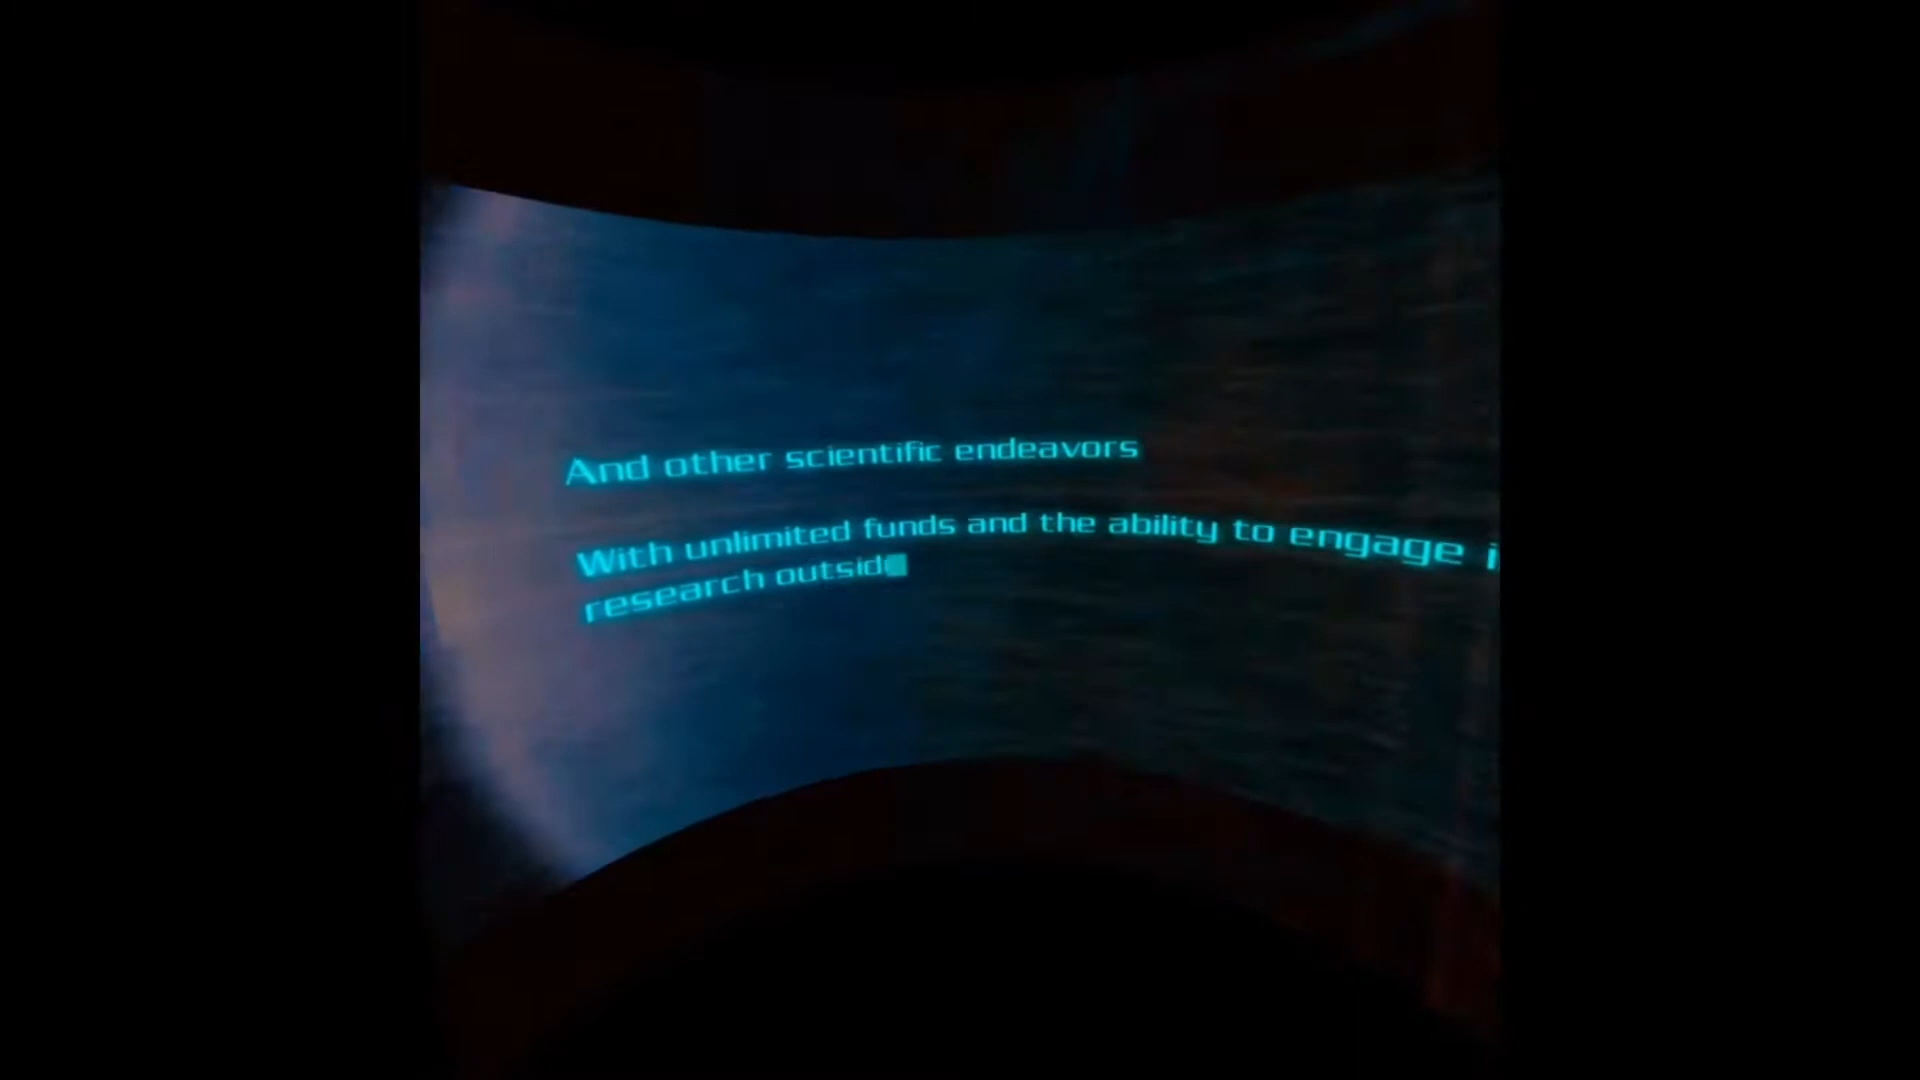 And other scientific endeavors
With unlimited funds and the ability to engage
research outsid